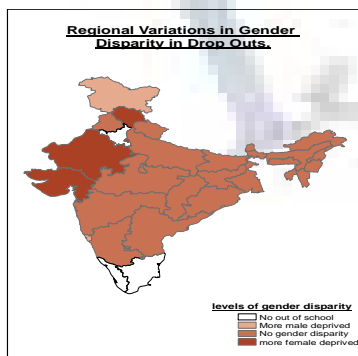 Regional Variations in Gender
Disparity in Drop Outs.
levels of gender disparity
No out of school
More male deprived
No gender disparity
more female deprived